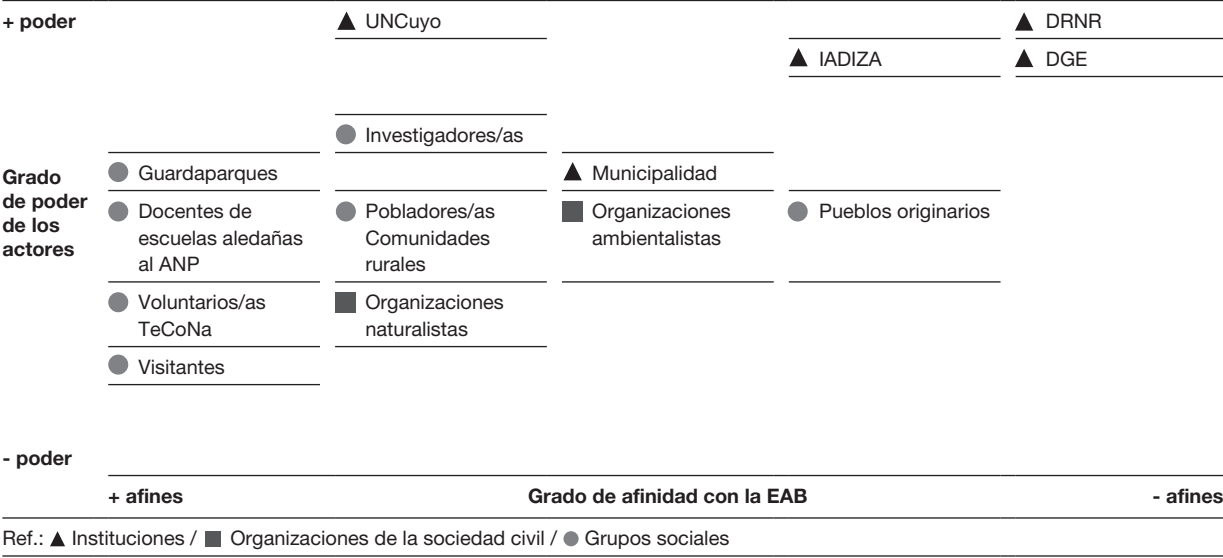 + poder
▲ UNCuyo
▲ DRNR
▲ IADIZA
▲ DGE
● Investigadores/as
Grado
de poder
de los
actores
● Guardaparques
▲ Municipalidad
● Docentes de
escuelas aledañas
al ANP
● Pobladores/as
Comunidades
rurales
■ Organizaciones
ambientalistas
● Pueblos originarios
● Voluntarios/as
TeCoNa
■ Organizaciones
naturalistas
● Visitantes
- poder
+ afines
Grado de afinidad con la EAB
- afines
Ref.: ▲ Instituciones / ■ Organizaciones de la sociedad civil / ● Grupos sociales